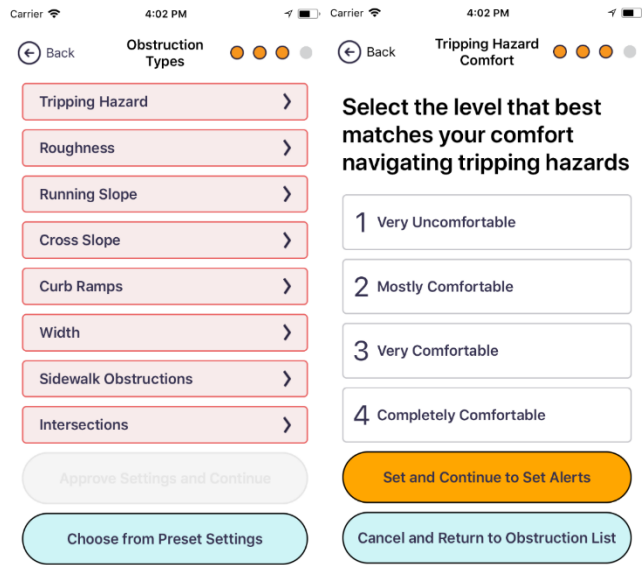 Carrier 4:02 PM
Back
Obstruction
Types
Tripping Hazard
Roughness
Running Slope
Cross Slope
Curb Ramps
Width
Sidewalk Obstructions
Intersections
Approve Settings and Continue
Choose from Preset Settings
Carrier 4:02 PM
Back
Tripping Hazard
Comfort
Select the level that best
matches your comfort
navigating tripping hazards
1 Very Uncomfortable
2 Mostly Comfortable
3 Very Comfortable
4 Completely Comfortable
Set and Continue to Set Alerts
Cancel and Return to Obstruction List